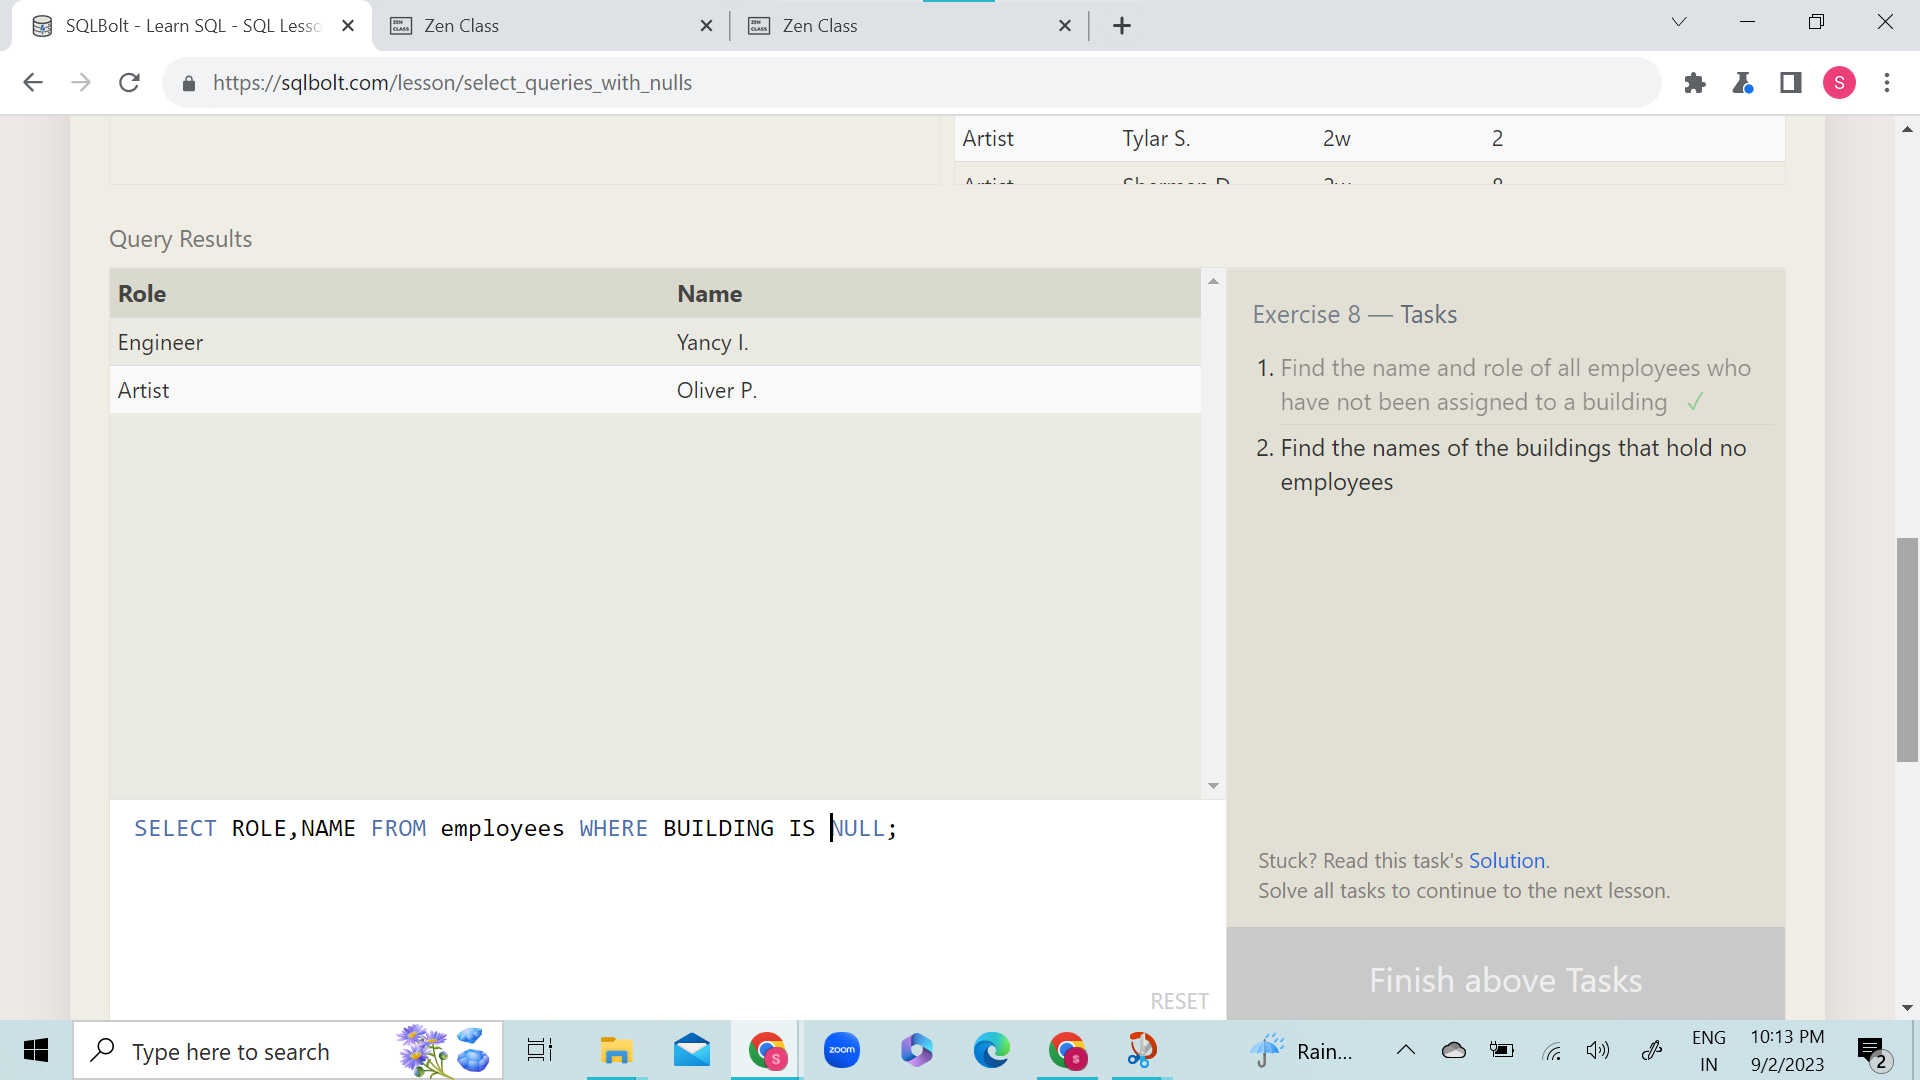 SQLBolt - Learn SQL - SQL Lesso
Zen Class
Zen Class
https://sqlbolt.com/lesson/select_queries_with_nulls
S
Artist Tylar S. 2w 2
Artist Sherman D. 2w 8
Query Results
Role Name
Engineer Yancy I.
Artist Oliver P.
Exercise 8 — Tasks
1. Find the name and role of all employees who
have not been assigned to a building ✓
2. Find the names of the buildings that hold no
employees
SELECT ROLE,NAME FROM employees WHERE BUILDING IS NULL;
RESET
Stuck? Read this task's Solution.
Solve all tasks to continue to the next lesson.
Finish above Tasks
Type here to search
zoom
Rain...
ENG
IN
10:13 PM
9/2/2023
2